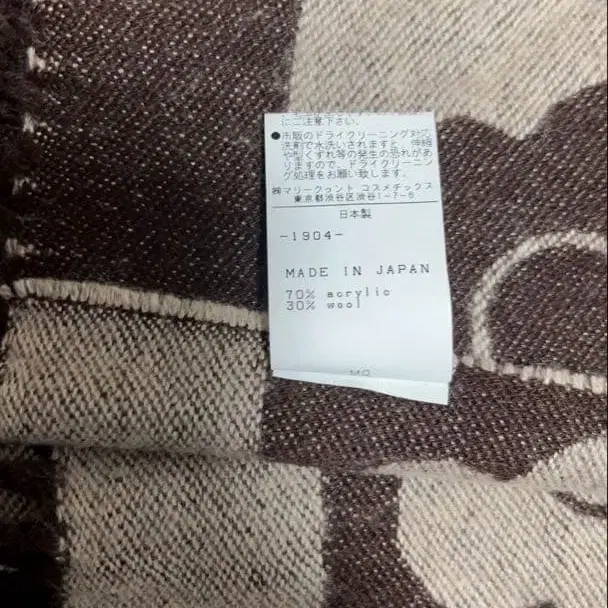 にご注意下さい。
●市販のドライクリーニング対応
洗剤で水洗いされますと、伸縮
や型くずれ等の発生の恐れがあ
りますので、ドライクリーニン
グ処理をお願い致します。
㈱マリークヮント コスメチックス
東京都渋谷区渋谷1-7-6
日本製
-1904-
MADE IN JAPAN
70% acrylic
30% wool